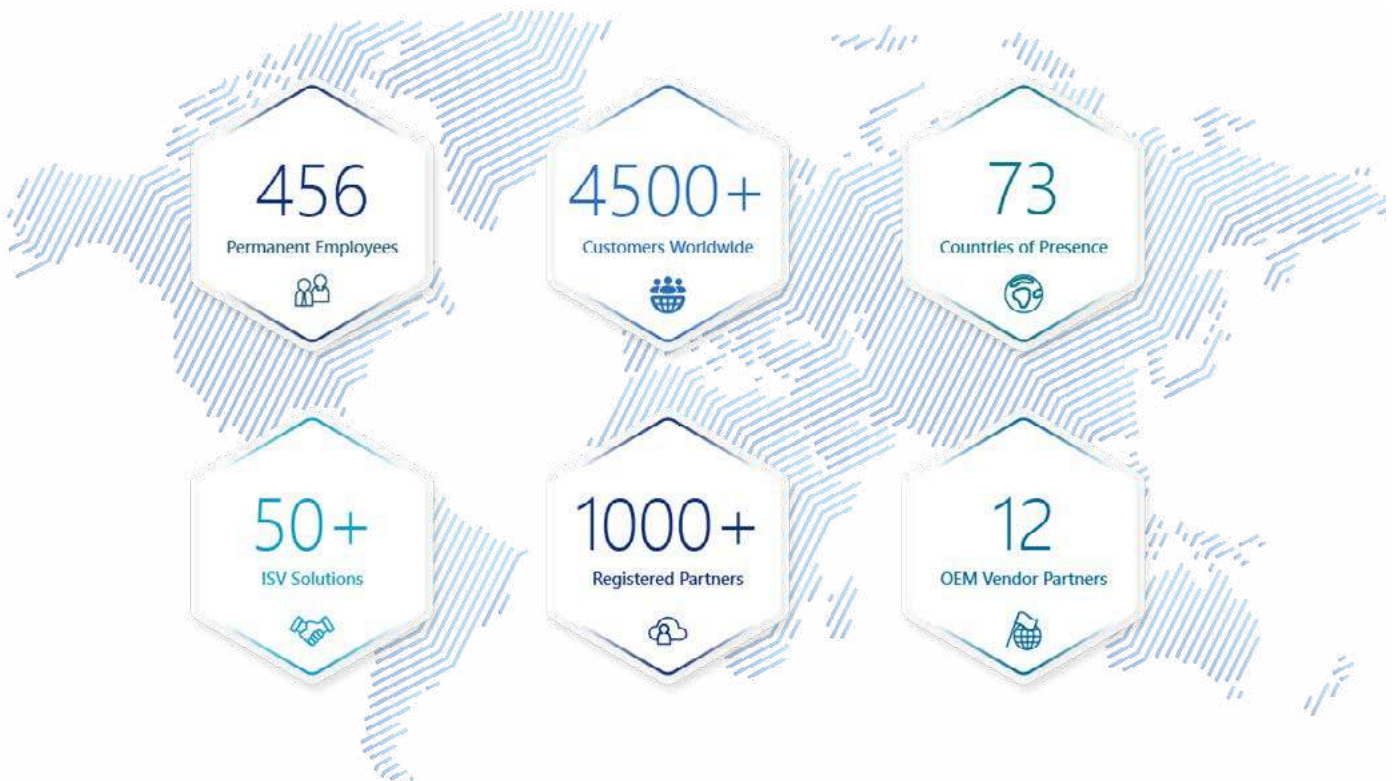 456
Permanent Employees
4500+
Customers Worldwide
73
Countries of Presence
50+
ISV Solutions
1000+
Registered Partners
12
OEM Vendor Partners